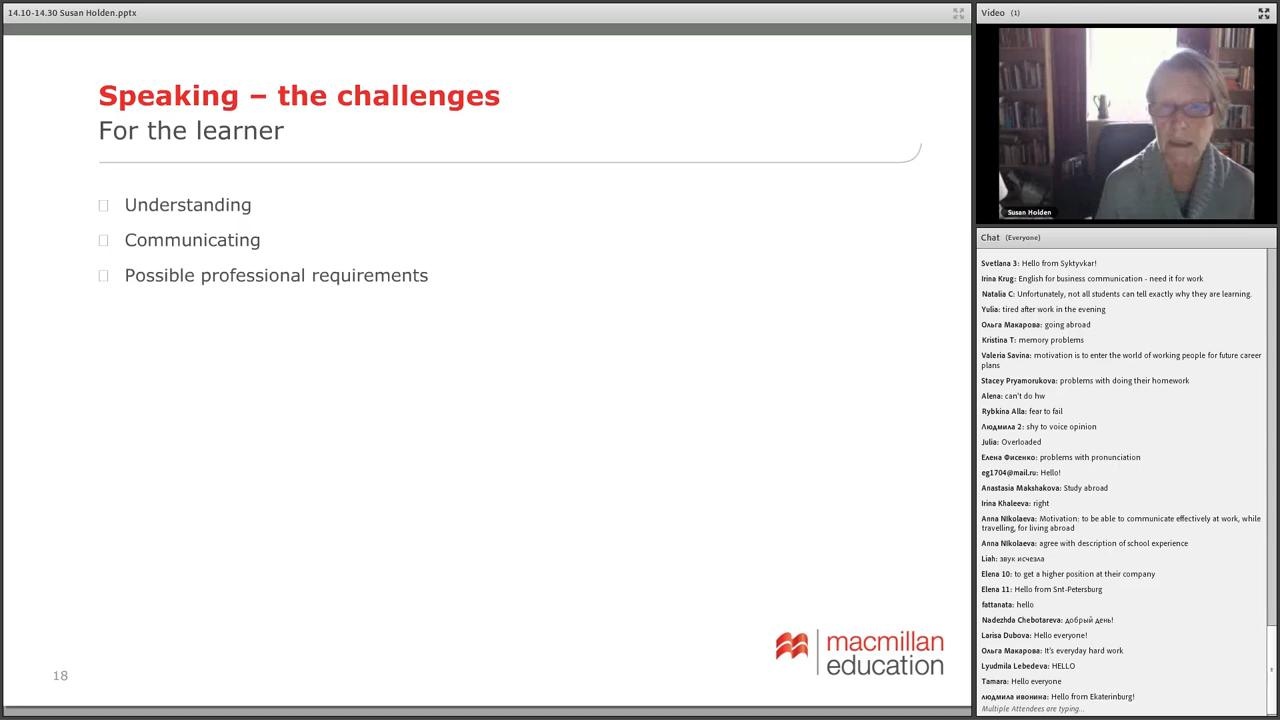 14.10-14.30 Susan Holden.pptx
Speaking – the challenges
For the learner
Understanding
Communicating
Possible professional requirements
18
macmillan
education
Video (1)
Susan Holden
Chat (Everyone)
Svetlana 3: Hello from Syktyvkar!
Irina Krug: English for business communication - need it for work
Natalia C: Unfortunately, not all students can tell exactly why they are learning.
Yulia: tired after work in the evening
Ольга Макарова: going abroad
Kristina T: memory problems
Valeria Savina: motivation is to enter the world of working people for future career
plans
Stacey Pryamorukova: problems with doing their homework
Alena: can't do hw
Rybkina Alla: fear to fail
Людмила 2: shy to voice opinion
Julia: Overloaded
Елена Фисенко: problems with pronunciation
eg1704@mail.ru: Hello!
Anastasia Makshakova: Study abroad
Irina Khaleeva: right
Anna NIkolaeva: Motivation: to be able to communicate effectively at work, while
travelling, for living abroad
Anna NIkolaeva: agree with description of school experience
Liah: звук исчезла
Elena 10: to get a higher position at their company
Elena 11: Hello from Snt-Petersburg
fattanata: hello
Nadezhda Chebotareva: добрый день!
Larisa Dubova: Hello everyone!
Ольга Макарова: It's everyday hard work
Lyudmila Lebedeva: HELLO
Tamara: Hello everyone
людмила ивонина: Hello from Ekaterinburg!
Multiple Attendees are typing...